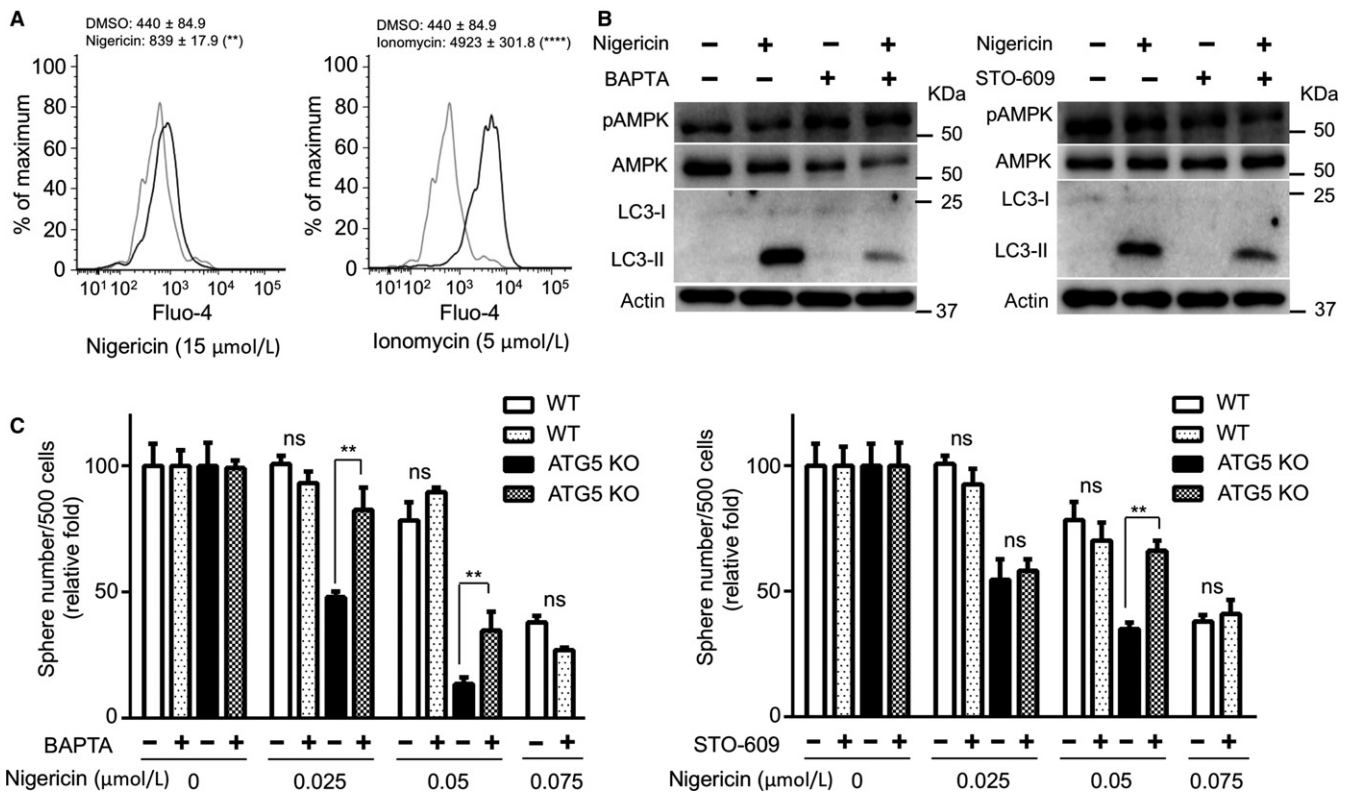 A
DMSO: 440 ± 84.9
Nigericin: 839 ± 17.9 (**)
% of maximum
100
80
60
40
20
0
10¹ 10² 10³ 10⁴ 10⁵
Fluo-4
Nigericin (15 μmol/L)
DMSO: 440 ± 84.9
Ionomycin: 4923 ± 301.8 (****)
% of maximum
100
80
60
40
20
0
10¹ 10² 10³ 10⁴ 10⁵
Fluo-4
Ionomycin (5 μmol/L)
B
Nigericin − + − +
BAPTA − − + +
KDa
pAMPK
50
AMPK
50
25
LC3-I
LC3-II
Actin
37
Nigericin − + − +
STO-609 − − + +
KDa
pAMPK
50
AMPK
50
25
LC3-I
LC3-II
Actin
37
C
WT
WT
ATG5 KO
ATG5 KO
Sphere number/500 cells
(relative fold)
100
50
0
ns ** ns ** ns
BAPTA − + − + − + − + − + − + − +
Nigericin (μmol/L) 0 0.025 0.05 0.075
WT
WT
ATG5 KO
ATG5 KO
Sphere number/500 cells
(relative fold)
100
50
0
ns ns ns ** ns
STO-609 − + − + − + − + − + − + − +
Nigericin (μmol/L) 0 0.025 0.05 0.075